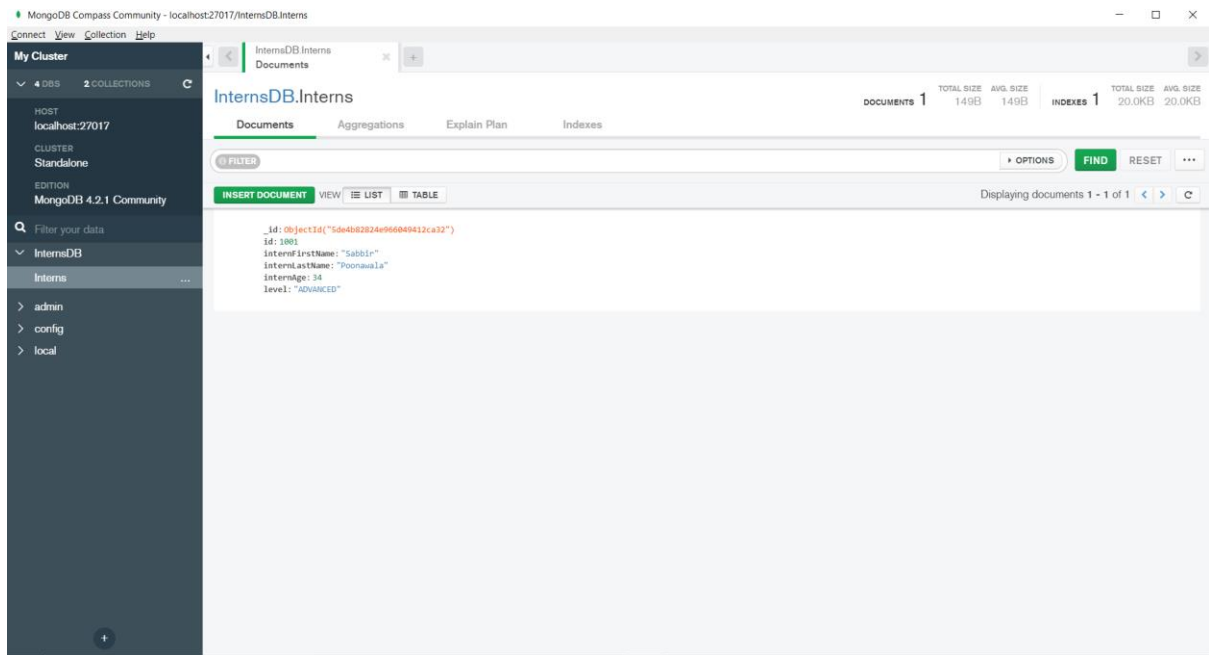 MongoDB Compass Community - localhost:27017/InternsDB.Interns
Connect View Collection Help
My Cluster
4 DBS 2 COLLECTIONS
HOST
localhost:27017
CLUSTER
Standalone
EDITION
MongoDB 4.2.1 Community
Filter your data
InternsDB
Interns ...
admin
config
local
InternsDB.Interns
Documents
InternsDB.Interns
DOCUMENTS 1 TOTAL SIZE 149B AVG. SIZE 149B INDEXES 1 TOTAL SIZE 20.0KB AVG. SIZE 20.0KB
Documents Aggregations Explain Plan Indexes
FILTER OPTIONS FIND RESET ...
INSERT DOCUMENT VIEW LIST TABLE Displaying documents 1 - 1 of 1
_id: ObjectId("5de4b82824e966049412ca32")
id: 1001
internFirstName: "Sabbir"
internLastName: "Poonawala"
internAge: 34
level: "ADVANCED"